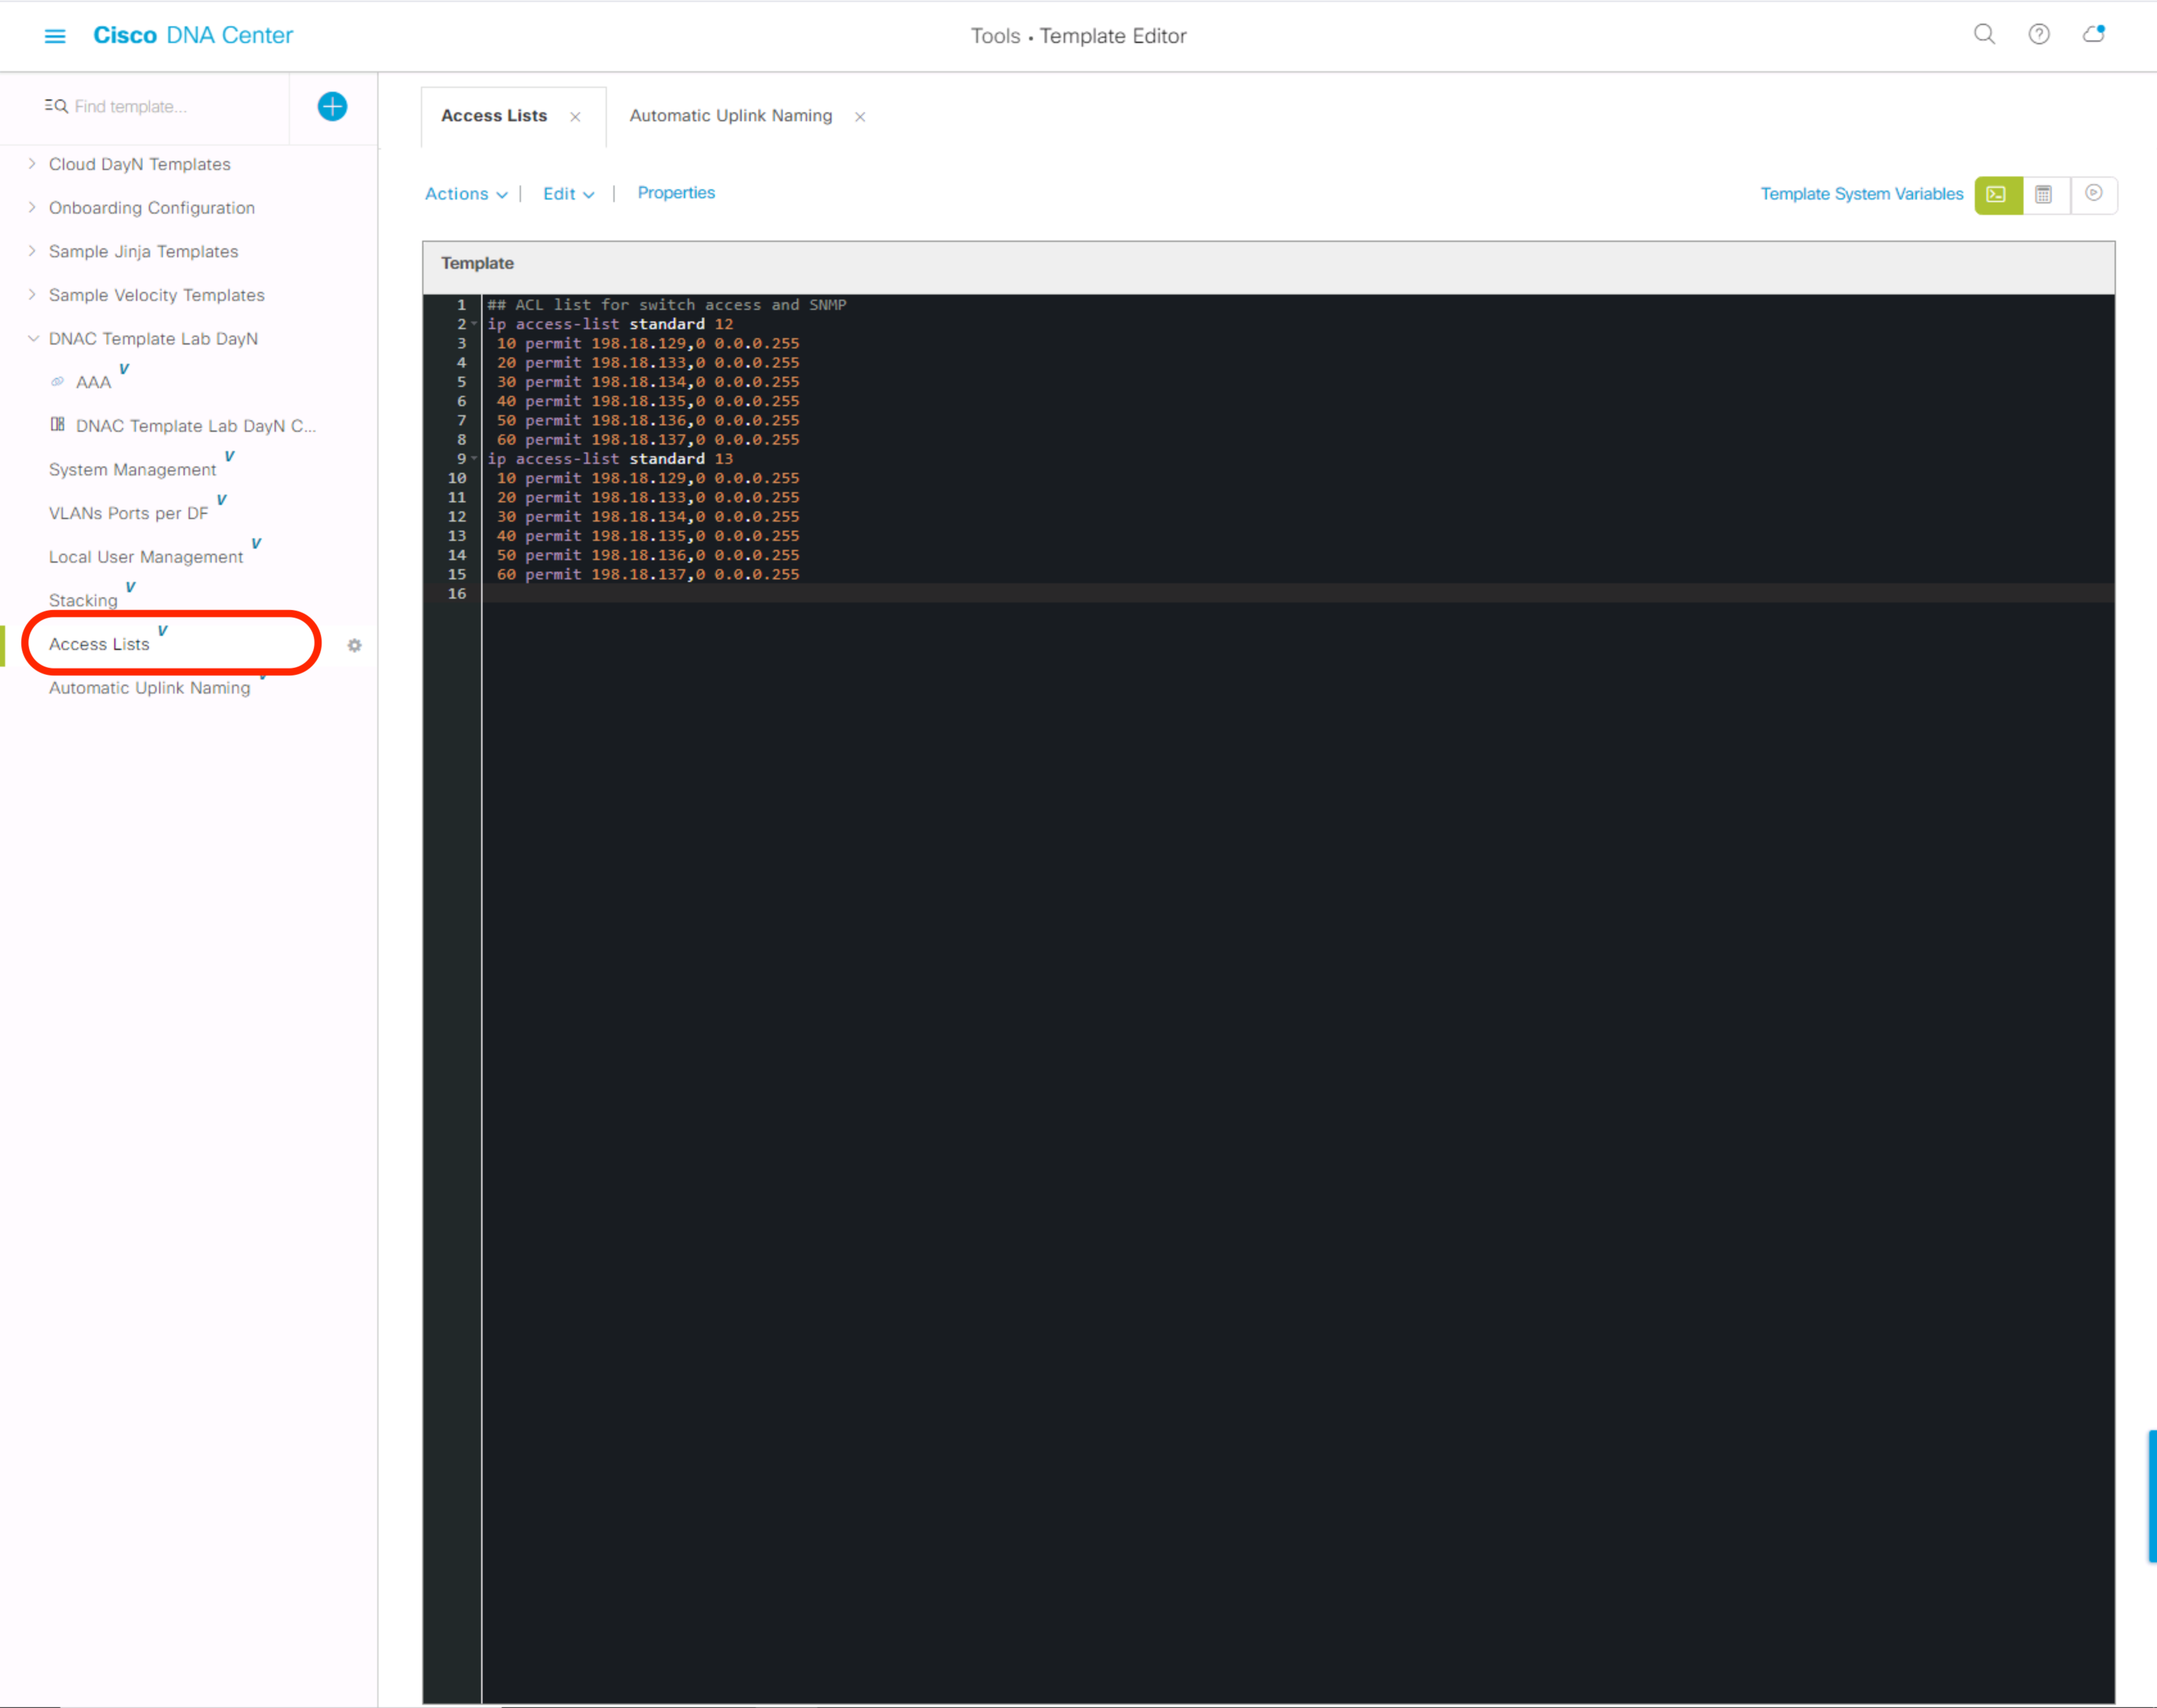 Cisco DNA Center
Tools • Template Editor
Find template...
Cloud DayN Templates
Onboarding Configuration
Sample Jinja Templates
Sample Velocity Templates
DNAC Template Lab DayN
AAA V
DNAC Template Lab DayN C...
System Management V
VLANs Ports per DF V
Local User Management V
Stacking V
Access Lists V
Automatic Uplink Naming
Access Lists ×
Automatic Uplink Naming ×
Actions | Edit | Properties
Template System Variables
Template
1 ## ACL list for switch access and SNMP
2 ip access-list standard 12
3 10 permit 198.18.129,0 0.0.0.255
4 20 permit 198.18.133,0 0.0.0.255
5 30 permit 198.18.134,0 0.0.0.255
6 40 permit 198.18.135,0 0.0.0.255
7 50 permit 198.18.136,0 0.0.0.255
8 60 permit 198.18.137,0 0.0.0.255
9 ip access-list standard 13
10 10 permit 198.18.129,0 0.0.0.255
11 20 permit 198.18.133,0 0.0.0.255
12 30 permit 198.18.134,0 0.0.0.255
13 40 permit 198.18.135,0 0.0.0.255
14 50 permit 198.18.136,0 0.0.0.255
15 60 permit 198.18.137,0 0.0.0.255
16